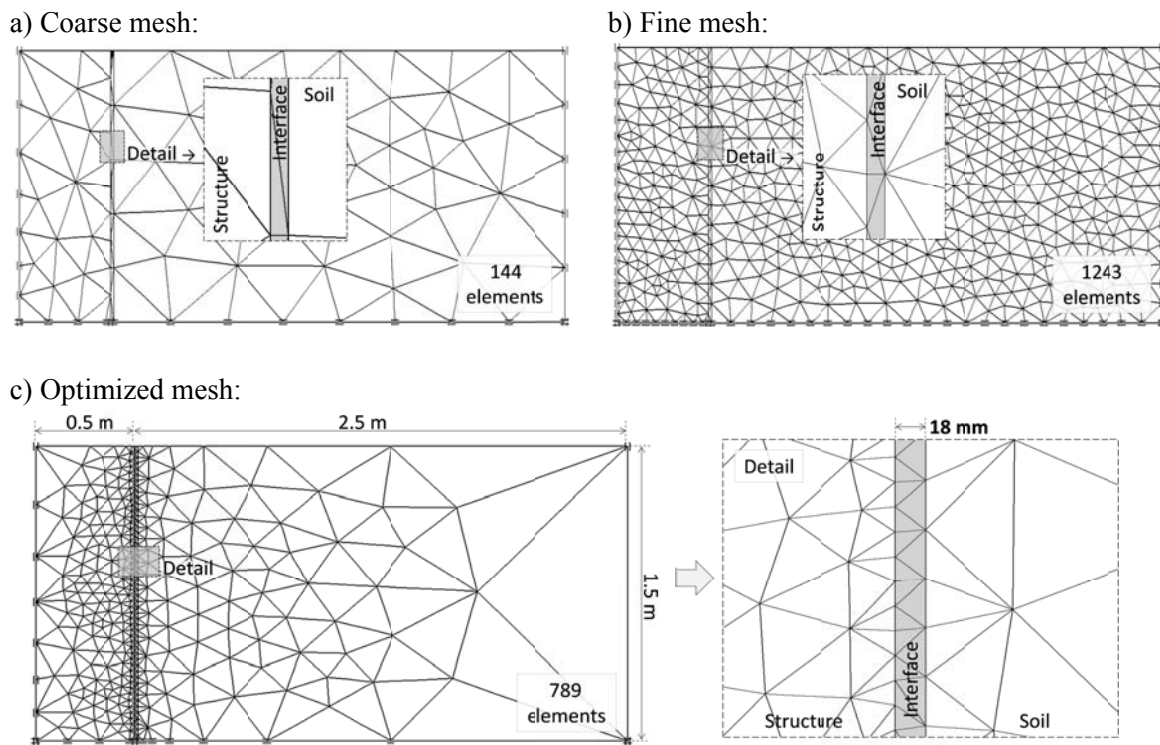 a) Coarse mesh:
Detail →
Structure
Interface
Soil
144
elements
b) Fine mesh:
Detail →
Structure
Interface
Soil
1243
elements
c) Optimized mesh:
0.5 m
2.5 m
Detail
1.5 m
789
elements
18 mm
Detail
Structure
Interface
Soil